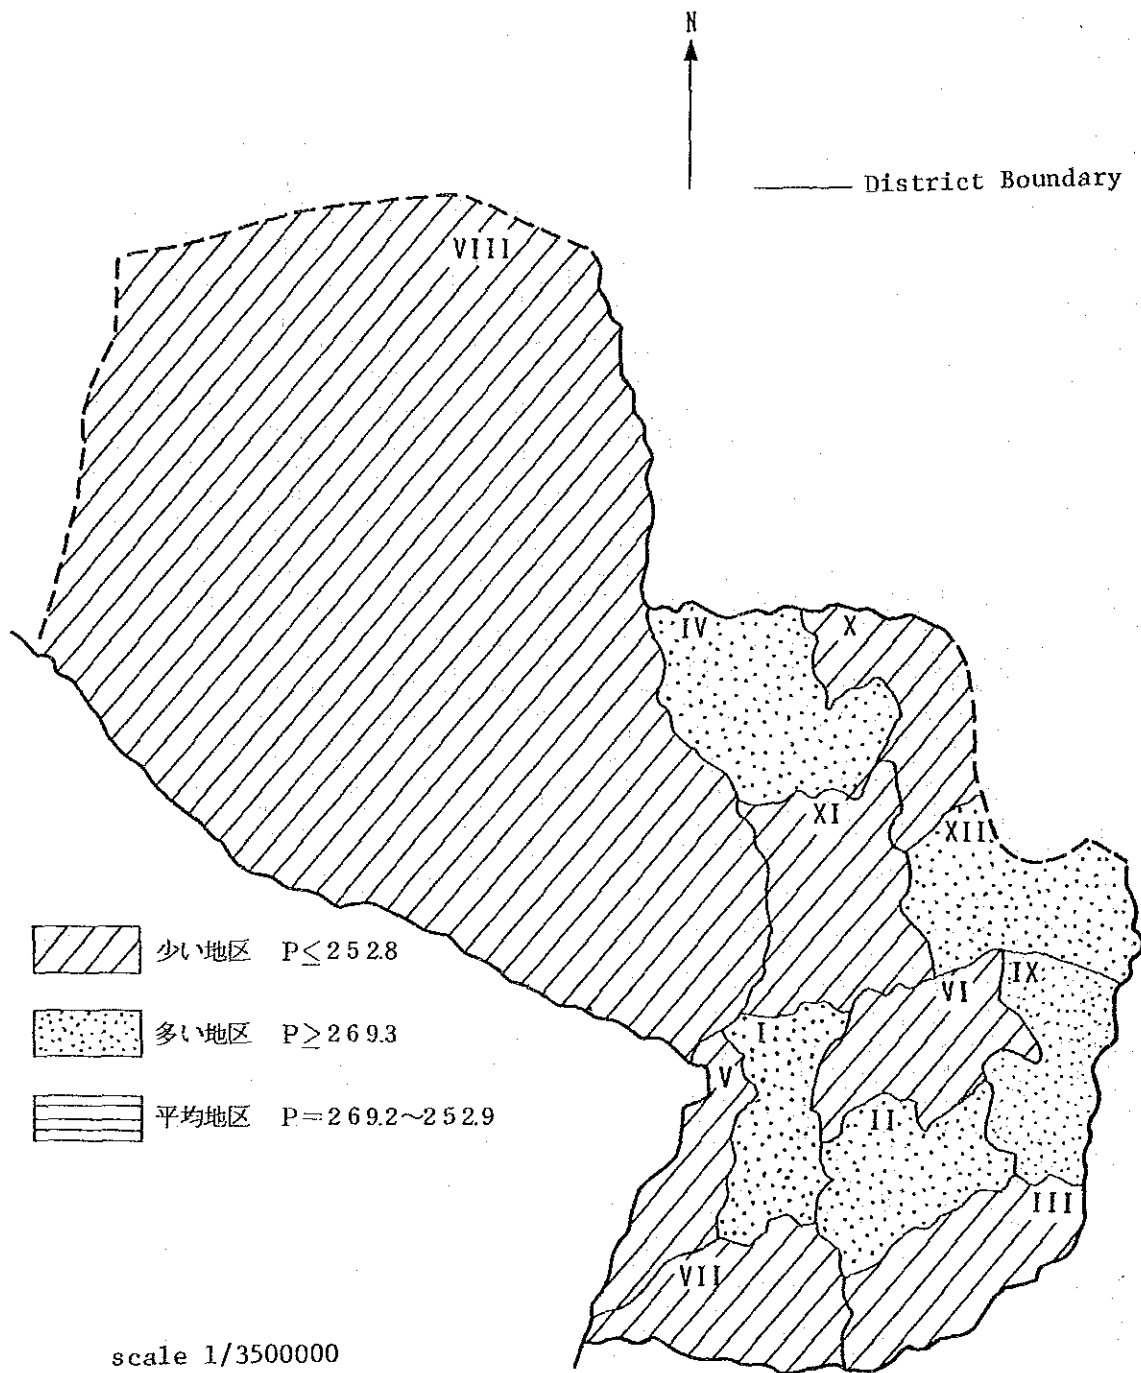 N
District Boundary
VIII
IV
X
XI
XII
IX
VI
I
V
II
III
VII
少い地区 P≤252.8
多い地区 P≥269.3
平均地区 P=269.2~252.9
scale 1/3500000